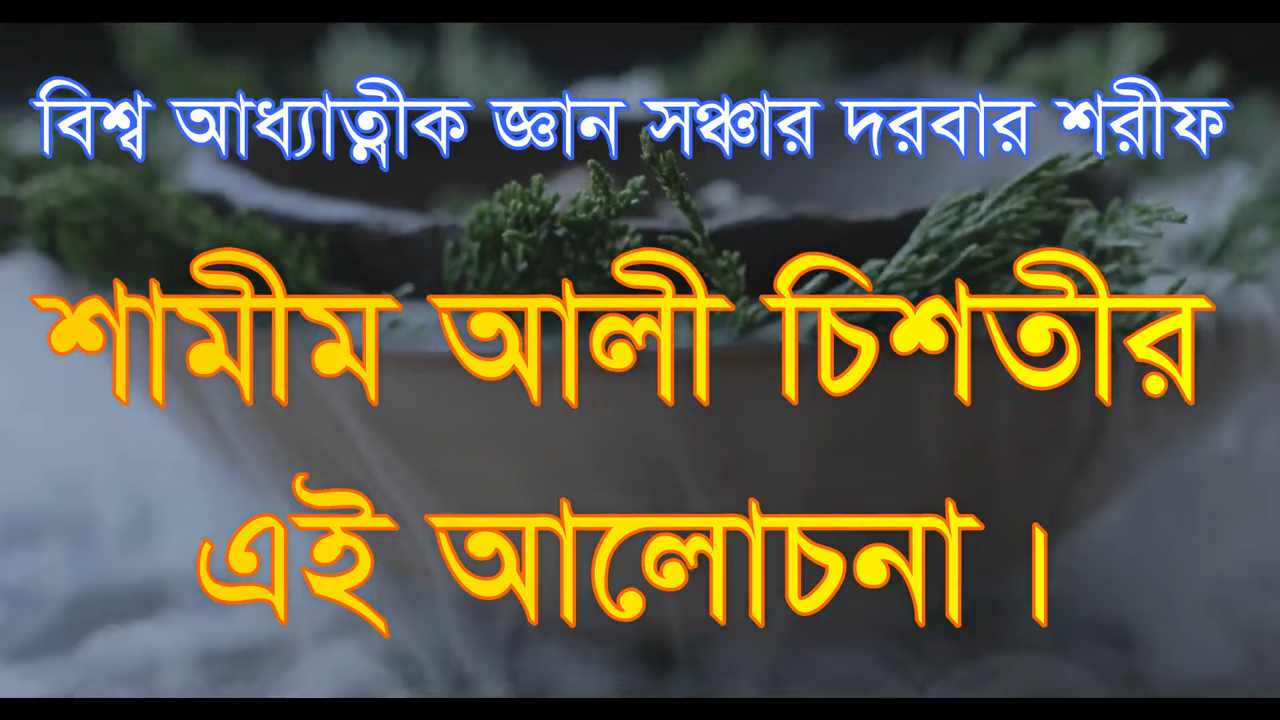 বিশ্ব আধ্যাত্নীক জ্ঞান সঞ্চার দরবার শরীফ
শামীম আলী চিশতীর
এই আলোচনা ।